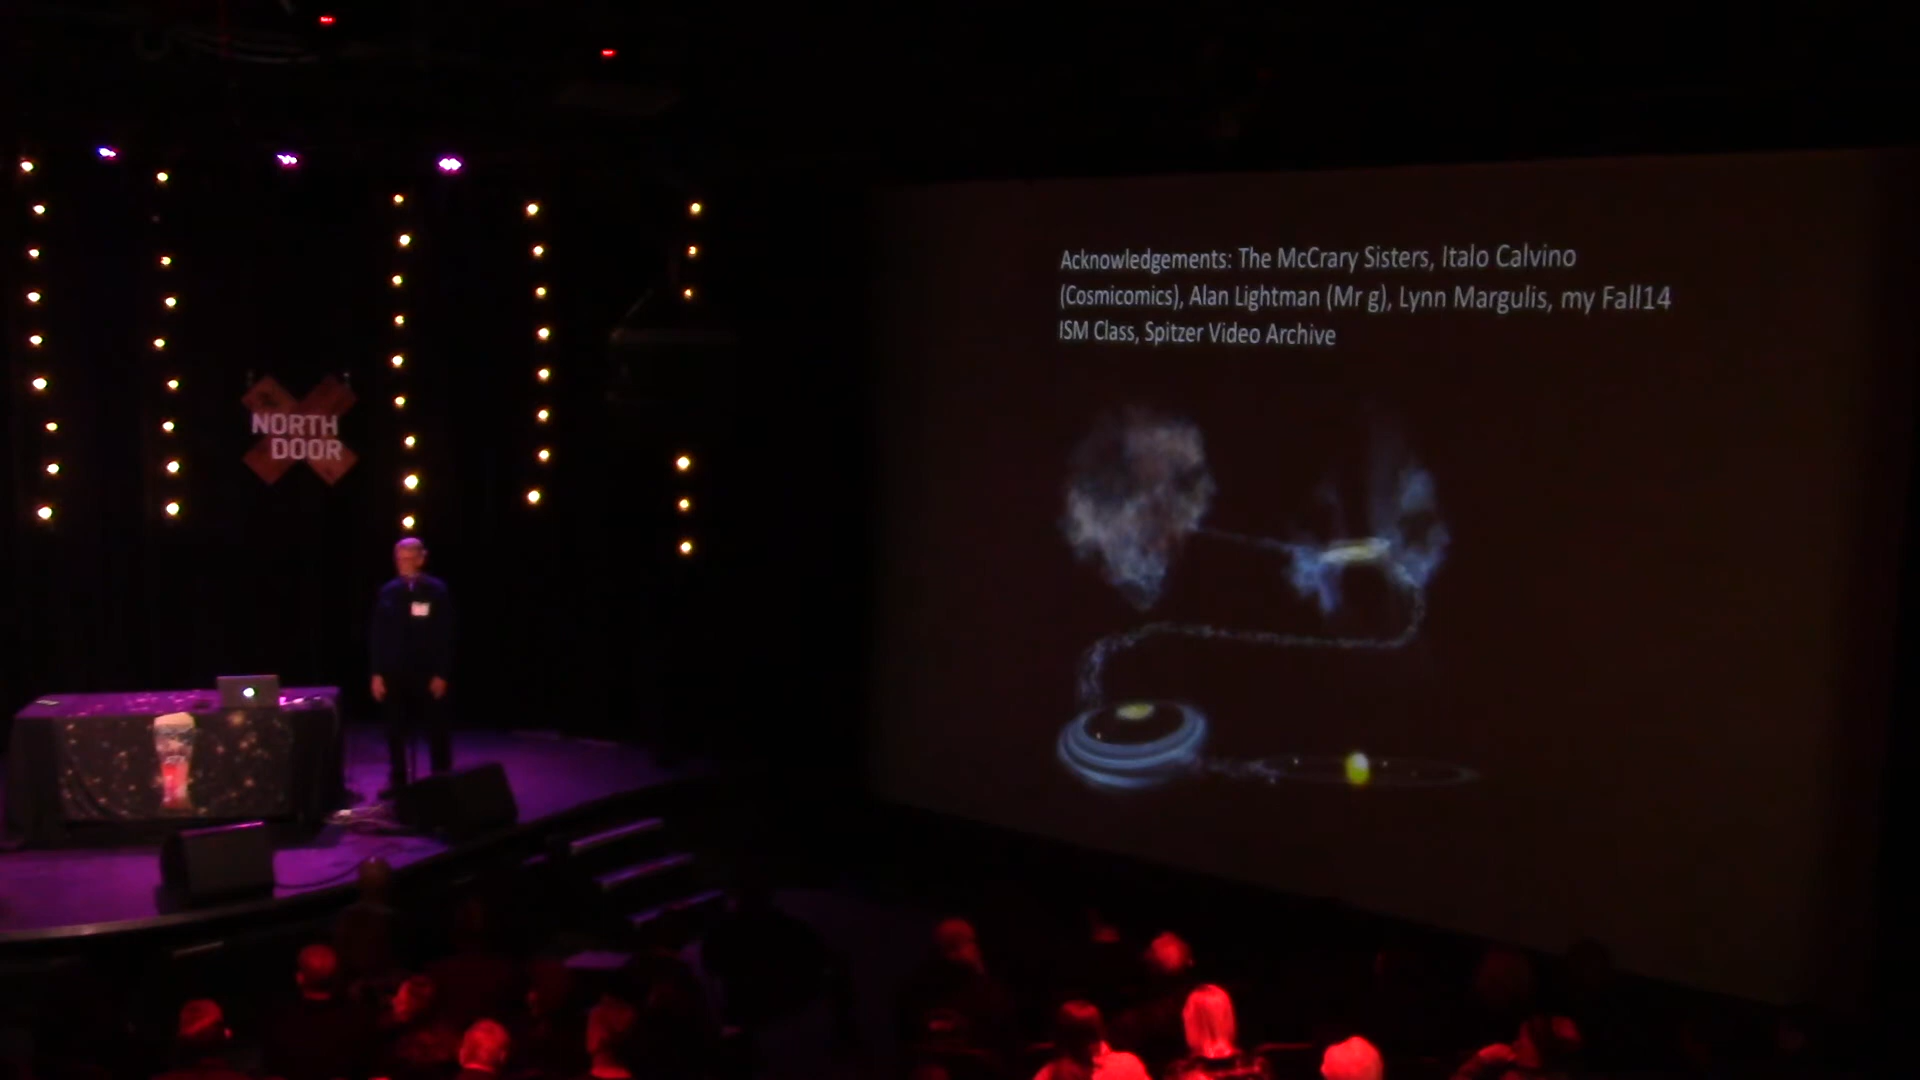 NORTH
DOOR
Acknowledgements: The McCrary Sisters, Italo Calvino
(Cosmicomics), Alan Lightman (Mr g), Lynn Margulis, my Fall14
ISM Class, Spitzer Video Archive